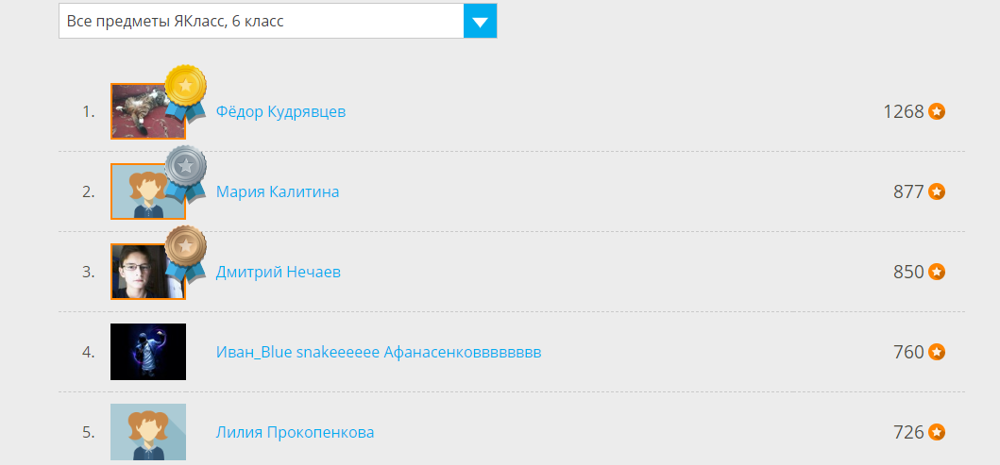 Все предметы ЯКласс, 6 класс
1. Фёдор Кудрявцев 1268
2. Мария Калитина 877
3. Дмитрий Нечаев 850
4. Иван_Blue snakeeeeee Афанасенковвввввввв 760
5. Лилия Прокопенкова 726